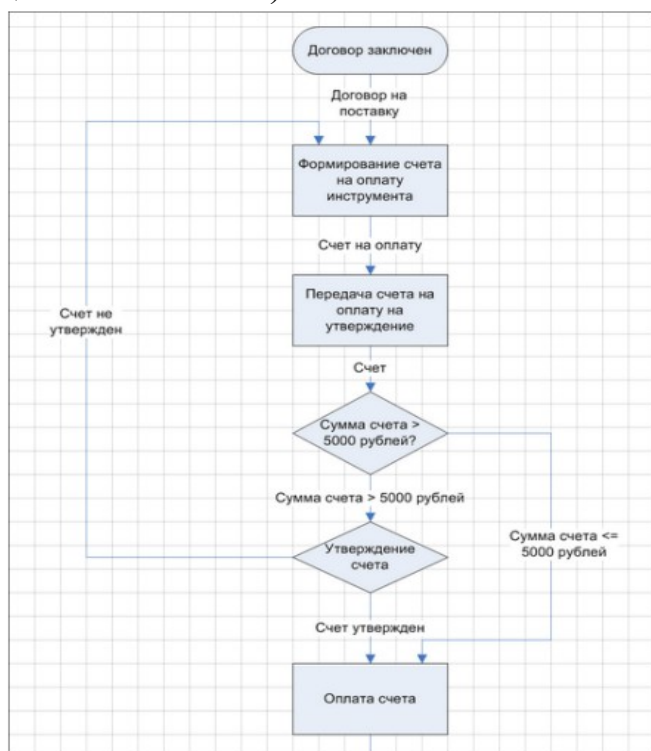 Договор заключен
Договор на
поставку
Формирование счета
на оплату
инструмента
Счет на оплату
Передача счета на
оплату на
утверждение
Счет не
утвержден
Счет
Сумма счета >
5000 рублей?
Сумма счета > 5000 рублей
Сумма счета <=
5000 рублей
Утверждение
счета
Счет утвержден
Оплата счета